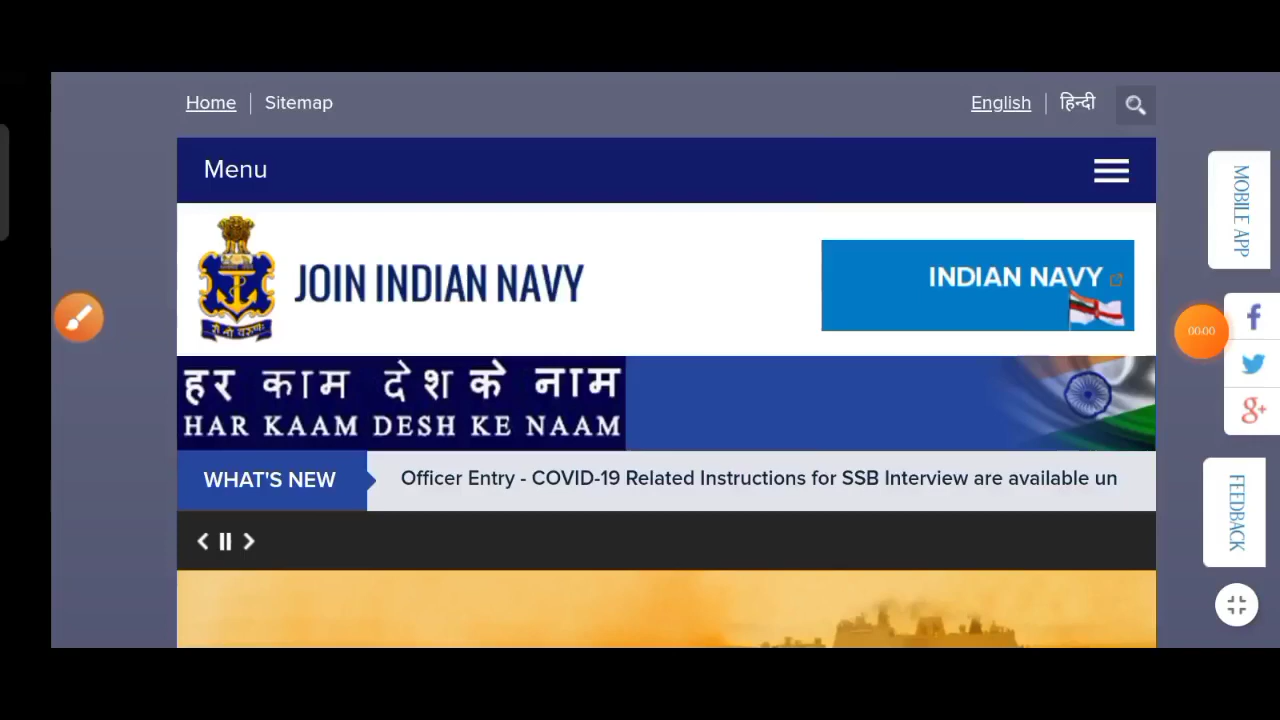 Home | Sitemap
English | हिन्दी
Menu
JOIN INDIAN NAVY
INDIAN NAVY
हर काम देश के नाम
HAR KAAM DESH KE NAAM
WHAT'S NEW
Officer Entry - COVID-19 Related Instructions for SSB Interview are available un
MOBILE APP
00:00
f
g+
FEEDBACK